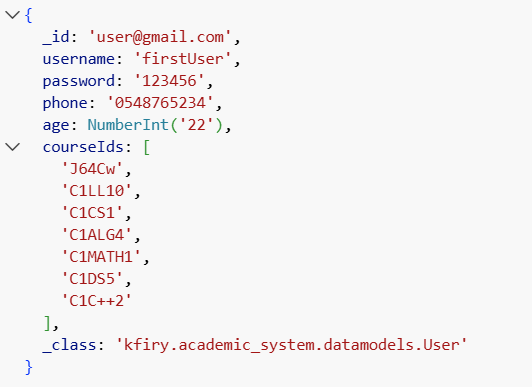 {
_id: 'user@gmail.com',
username: 'firstUser',
password: '123456',
phone: '0548765234',
age: NumberInt('22'),
courseIds: [
'J64Cw',
'C1LL10',
'C1CS1',
'C1ALG4',
'C1MATH1',
'C1DS5',
'C1C++2'
],
_class: 'kfiry.academic_system.datamodels.User'
}